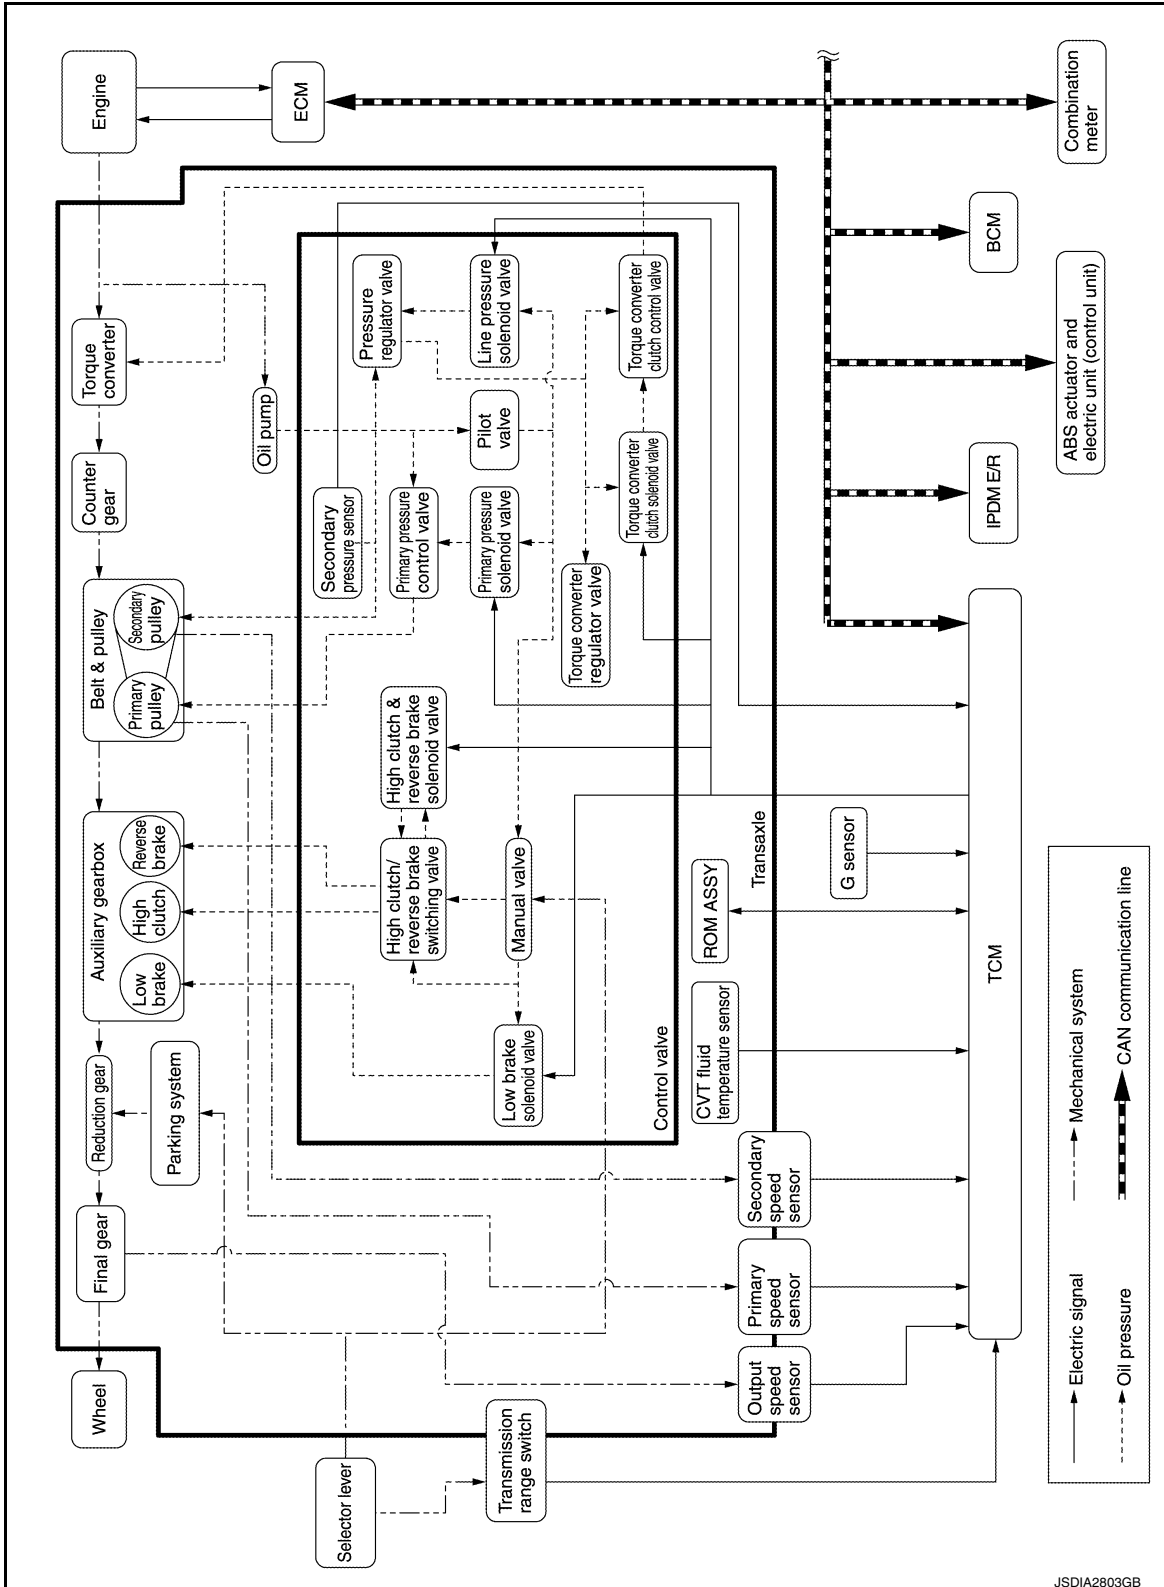 Engine
ECM
Combination
meter
BCM
ABS actuator and
electric unit (control unit)
IPDM E/R
Torque
converter
Oil pump
Counter
gear
Belt & pulley
Secondary
pulley
Primary
pulley
Auxiliary gearbox
Reverse
brake
High
clutch
Low
brake
Reduction gear
Parking system
Final gear
Wheel
Pressure
regulator valve
Line pressure
solenoid valve
Torque converter
clutch control valve
Pilot
valve
Torque converter
clutch solenoid valve
Secondary
pressure sensor
Primary pressure
control valve
Primary pressure
solenoid valve
Torque converter
regulator valve
High clutch &
reverse brake
solenoid valve
High clutch/
reverse brake
switching valve
Manual valve
Low brake
solenoid valve
Control valve
Transaxle
G sensor
ROM ASSY
CVT fluid
temperature sensor
Secondary
speed
sensor
Primary
speed
sensor
Output
speed
sensor
Transmission
range switch
Selector lever
TCM
Electric signal
Mechanical system
Oil pressure
CAN communication line
JSDIA2803GB